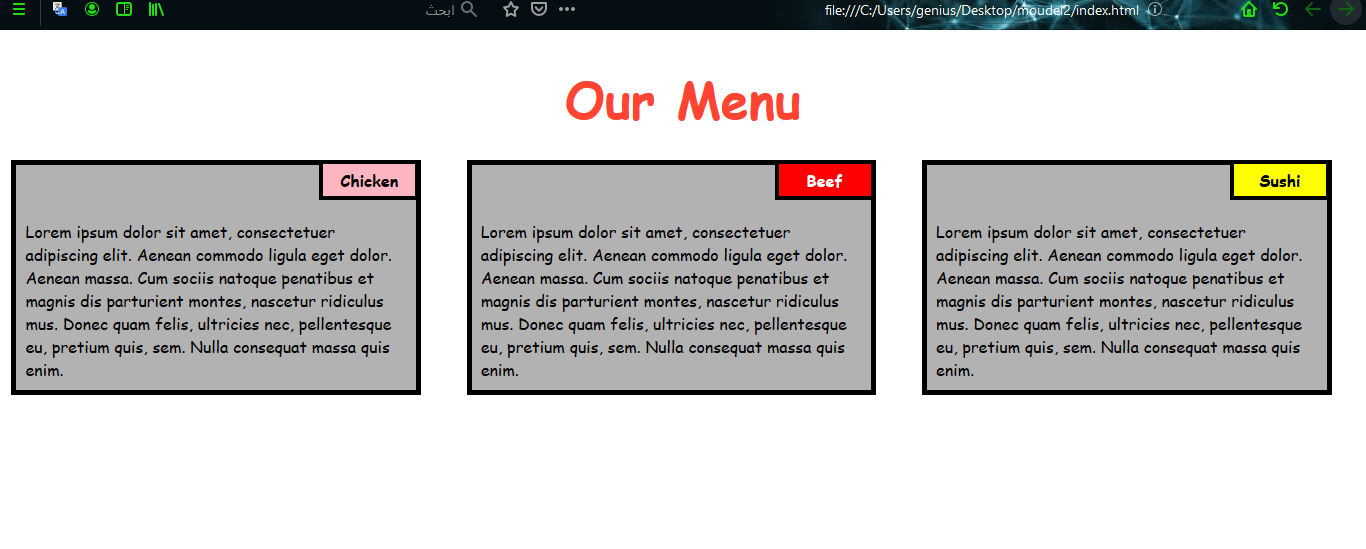 ابحث
file:///C:/Users/genius/Desktop/moudel2/index.html
Our Menu
Chicken
Lorem ipsum dolor sit amet, consectetuer
adipiscing elit. Aenean commodo ligula eget dolor.
Aenean massa. Cum sociis natoque penatibus et
magnis dis parturient montes, nascetur ridiculus
mus. Donec quam felis, ultricies nec, pellentesque
eu, pretium quis, sem. Nulla consequat massa quis
enim.
Beef
Lorem ipsum dolor sit amet, consectetuer
adipiscing elit. Aenean commodo ligula eget dolor.
Aenean massa. Cum sociis natoque penatibus et
magnis dis parturient montes, nascetur ridiculus
mus. Donec quam felis, ultricies nec, pellentesque
eu, pretium quis, sem. Nulla consequat massa quis
enim.
Sushi
Lorem ipsum dolor sit amet, consectetuer
adipiscing elit. Aenean commodo ligula eget dolor.
Aenean massa. Cum sociis natoque penatibus et
magnis dis parturient montes, nascetur ridiculus
mus. Donec quam felis, ultricies nec, pellentesque
eu, pretium quis, sem. Nulla consequat massa quis
enim.